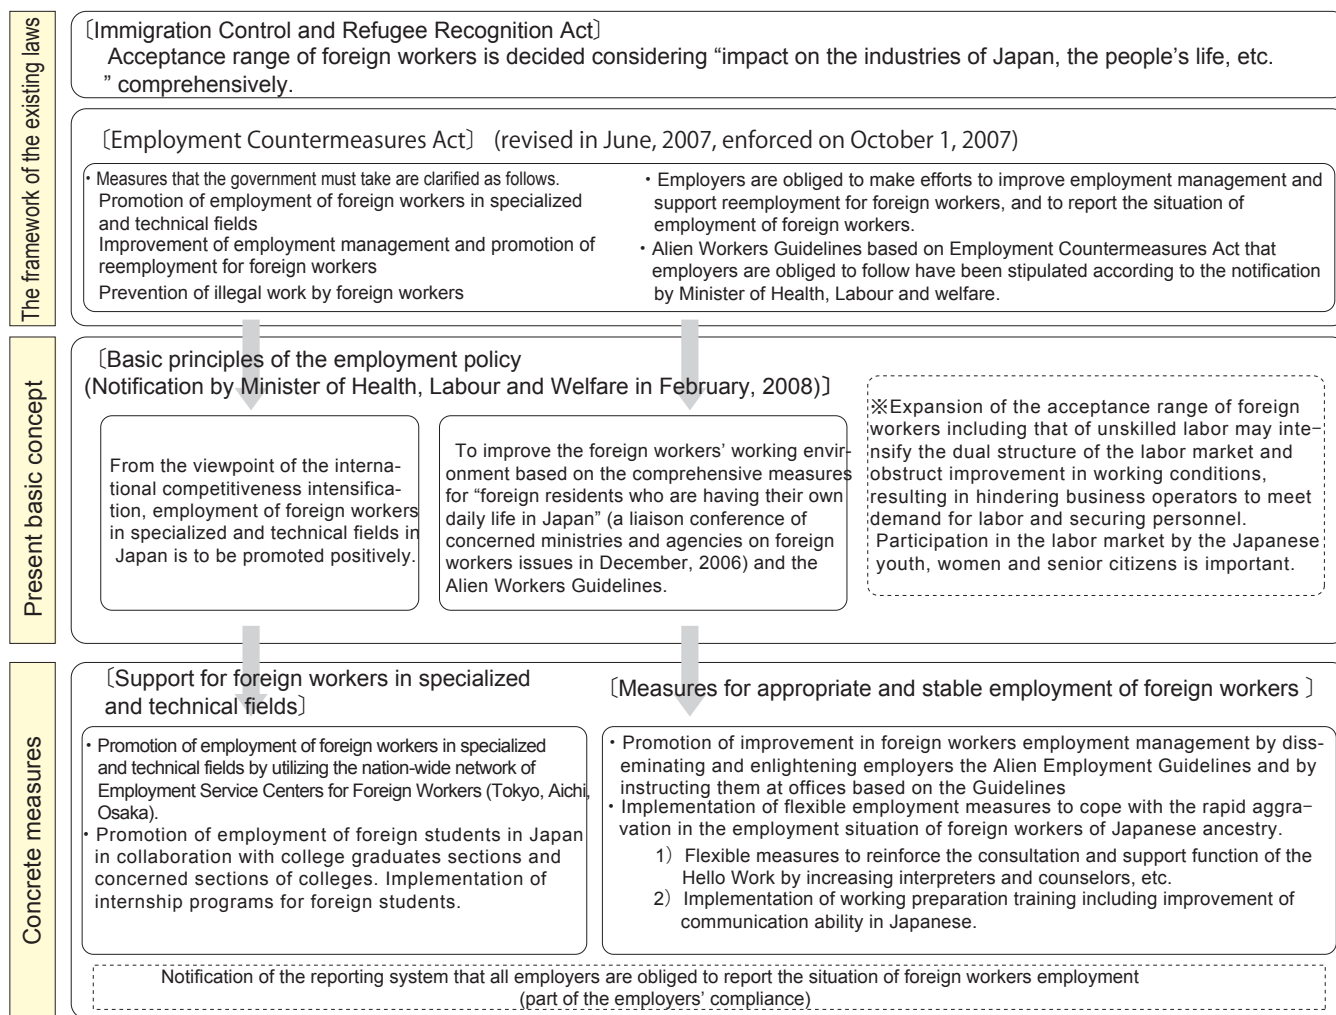 The framework of the existing laws
〔Immigration Control and Refugee Recognition Act〕
Acceptance range of foreign workers is decided considering “impact on the industries of Japan, the people’s life, etc.
” comprehensively.
〔Employment Countermeasures Act〕 (revised in June, 2007, enforced on October 1, 2007)
・Measures that the government must take are clarified as follows.
Promotion of employment of foreign workers in specialized
and technical fields
Improvement of employment management and promotion of
reemployment for foreign workers
Prevention of illegal work by foreign workers
・Employers are obliged to make efforts to improve employment management and
support reemployment for foreign workers, and to report the situation of
employment of foreign workers.
・Alien Workers Guidelines based on Employment Countermeasures Act that
employers are obliged to follow have been stipulated according to the notification
by Minister of Health, Labour and welfare.
Present basic concept
〔Basic principles of the employment policy
(Notification by Minister of Health, Labour and Welfare in February, 2008)〕
From the viewpoint of the interna-
tional competitiveness intensifica-
tion, employment of foreign workers
in specialized and technical fields in
Japan is to be promoted positively.
To improve the foreign workers’ working envir-
onment based on the comprehensive measures
for “foreign residents who are having their own
daily life in Japan” (a liaison conference of
concerned ministries and agencies on foreign
workers issues in December, 2006) and the
Alien Workers Guidelines.
※Expansion of the acceptance range of foreign
workers including that of unskilled labor may inte-
nsify the dual structure of the labor market and
obstruct improvement in working conditions,
resulting in hindering business operators to meet
demand for labor and securing personnel.
Participation in the labor market by the Japanese
youth, women and senior citizens is important.
Concrete measures
〔Support for foreign workers in specialized
and technical fields〕
・Promotion of employment of foreign workers in specialized
and technical fields by utilizing the nation-wide network of
Employment Service Centers for Foreign Workers (Tokyo, Aichi,
Osaka).
・Promotion of employment of foreign students in Japan
in collaboration with college graduates sections and
concerned sections of colleges. Implementation of
internship programs for foreign students.
〔Measures for appropriate and stable employment of foreign workers 〕
・Promotion of improvement in foreign workers employment management by diss-
eminating and enlightening employers the Alien Employment Guidelines and by
instructing them at offices based on the Guidelines
・Implementation of flexible employment measures to cope with the rapid aggra-
vation in the employment situation of foreign workers of Japanese ancestry.
1）Flexible measures to reinforce the consultation and support function of the
Hello Work by increasing interpreters and counselors, etc.
2）Implementation of working preparation training including improvement of
communication ability in Japanese.
Notification of the reporting system that all employers are obliged to report the situation of foreign workers employment
(part of the employers’ compliance)